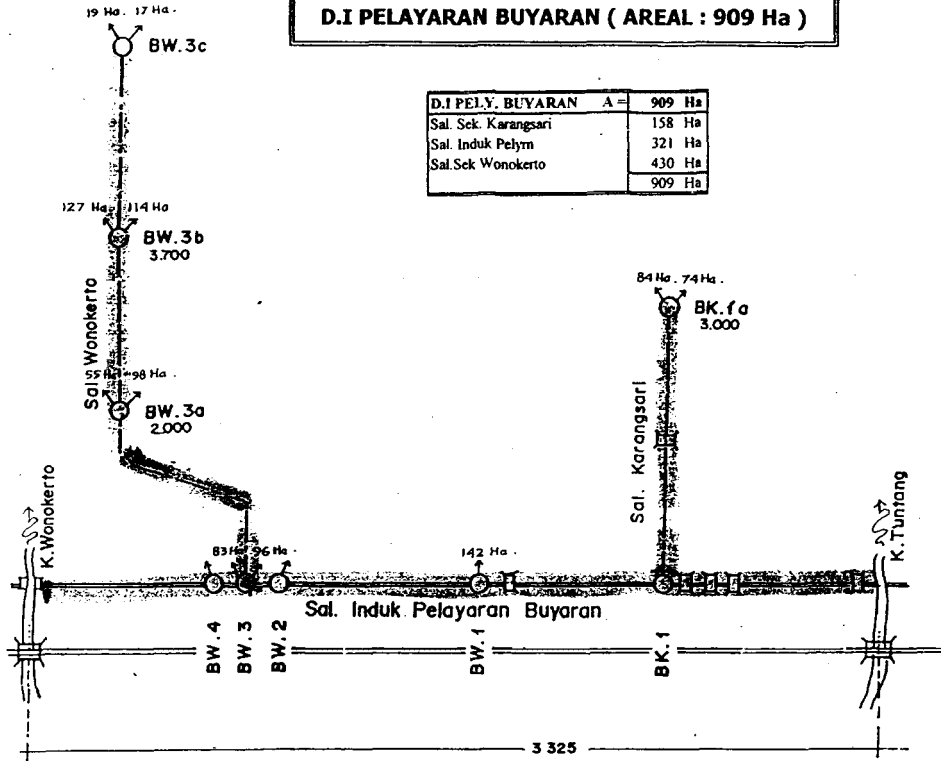 D.I PELAYARAN BUYARAN ( AREAL : 909 Ha )
D.I PELY. BUYARAN A = 909 Ha
Sal. Sek. Karangsari 158 Ha
Sal. Induk Pelyrn 321 Ha
Sal.Sek Wonokerto 430 Ha
909 Ha
19 Ha. 17 Ha.
BW.3c
127 Ha. 114 Ha
BW.3b
3.700
Sal. Wonokerto
55 Ha 98 Ha.
BW.3a
2.000
84 Ha. 74 Ha.
BK.1a
3.000
Sal. Karangsari
K.Wonokerto
K.Tuntang
83 Ha. 96 Ha.
142 Ha.
Sal. Induk Pelayaran Buyaran
BW.4
BW.3
BW.2
BW.1
BK.1
3 325